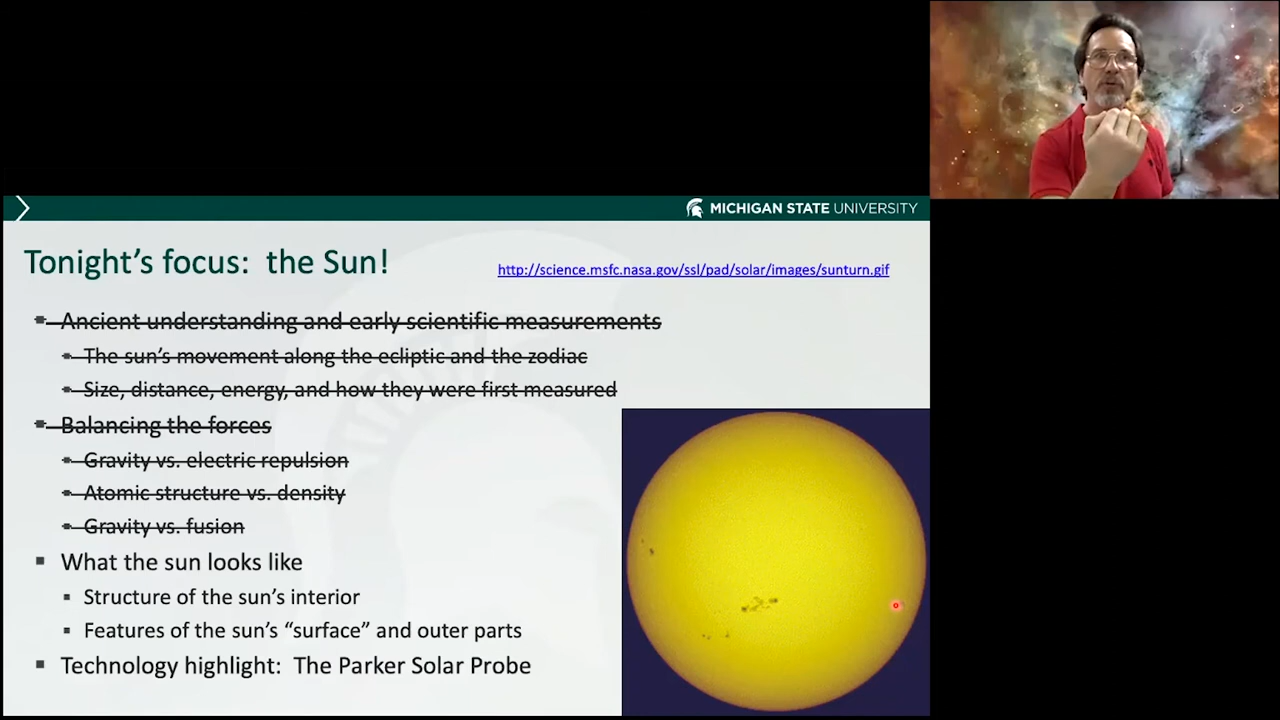 MICHIGAN STATE UNIVERSITY
Tonight's focus: the Sun!
http://science.msfc.nasa.gov/ssl/pad/solar/images/sunturn.gif
Ancient understanding and early scientific measurements
The sun's movement along the ecliptic and the zodiac
Size, distance, energy, and how they were first measured
Balancing the forces
Gravity vs. electric repulsion
Atomic structure vs. density
Gravity vs. fusion
What the sun looks like
Structure of the sun's interior
Features of the sun's “surface” and outer parts
Technology highlight: The Parker Solar Probe